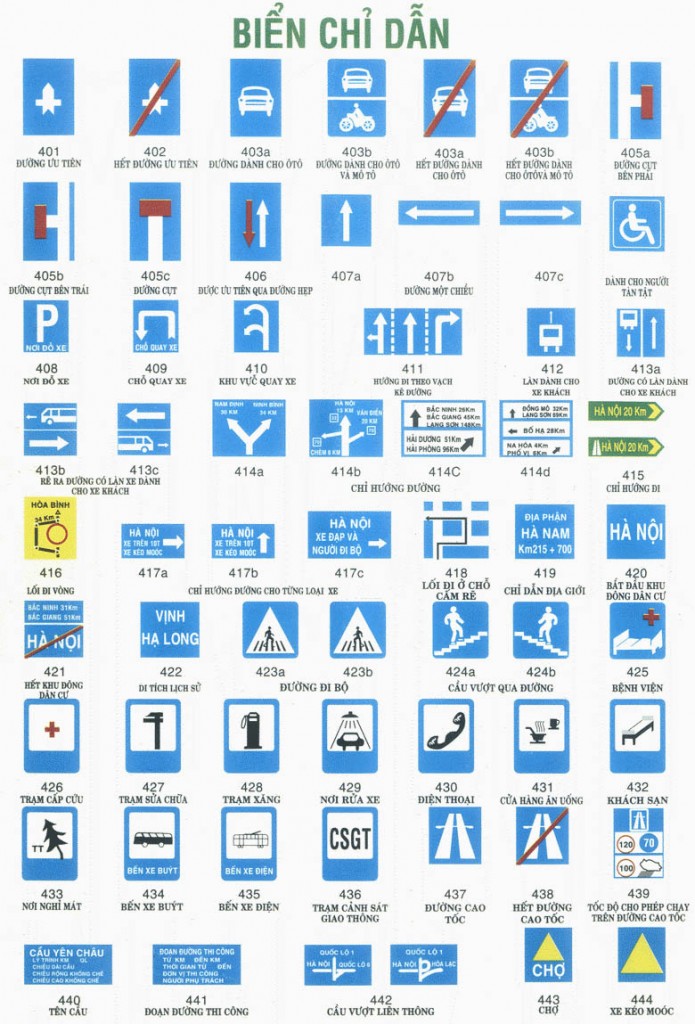 BIỂN CHỈ DẪN
401
ĐƯỜNG ƯU TIÊN
402
HẾT ĐƯỜNG ƯU TIÊN
403a
ĐƯỜNG DÀNH CHO ÔTÔ
403b
ĐƯỜNG DÀNH CHO ÔTÔ
VÀ MÔ TÔ
403a
HẾT ĐƯỜNG DÀNH
CHO ÔTÔ
403b
HẾT ĐƯỜNG DÀNH
CHO ÔTÔVÀ MÔ TÔ
405a
ĐƯỜNG CỤT
BÊN PHẢI
405b
ĐƯỜNG CỤT BÊN TRÁI
405c
ĐƯỜNG CỤT
406
ĐƯỢC ƯU TIÊN QUA ĐƯỜNG HẸP
407a
407b
ĐƯỜNG MỘT CHIỀU
407c
DÀNH CHO NGƯỜI
TÀN TẬT
P
NƠI ĐỖ XE
408
NƠI ĐỖ XE
CHỖ QUAY XE
409
CHỖ QUAY XE
410
KHU VỰC QUAY XE
411
HƯỚNG ĐI THEO VẠCH
KẺ ĐƯỜNG
412
LÀN DÀNH CHO
XE KHÁCH
413a
ĐƯỜNG CÓ LÀN DÀNH
CHO XE KHÁCH
413b
413c
RẼ RA ĐƯỜNG CÓ LÀN XE DÀNH
CHO XE KHÁCH
NAM ĐỊNH
30 KM
NINH BÌNH
34 KM
414a
HÀ NỘI
VĂN ĐIỂN
CHÈM 8 KM
414b
BẮC NINH 26Km
BẮC GIANG 45Km
LẠNG SƠN 148Km
HẢI DƯƠNG 51Km
HẢI PHÒNG 96Km
414C
ĐỒNG MỎ 32Km
LẠNG SƠN 69Km
BỐ HẠ 28Km
NA HÓA 4Km
PHỐ VỊ 6Km
414d
CHỈ HƯỚNG ĐƯỜNG
HÀ NỘI 20 Km
HÀ NỘI 20 Km
415
CHỈ HƯỚNG ĐI
HÒA BÌNH
34 Km
416
LỐI ĐI VÒNG
HÀ NỘI
XE TRÊN 10T
XE KÉO MOÓC
417a
HÀ NỘI
XE TRÊN 10T
XE KÉO MOÓC
417b
HÀ NỘI
XE ĐẠP VÀ
NGƯỜI ĐI BỘ
417c
CHỈ HƯỚNG ĐƯỜNG CHO TỪNG LOẠI XE
418
LỐI ĐI Ở CHỖ
CẤM RẼ
ĐỊA PHẬN
HÀ NAM
Km215 + 700
419
CHỈ DẪN ĐỊA GIỚI
HÀ NỘI
420
BẮT ĐẦU KHU
ĐÔNG DÂN CƯ
BẮC NINH 31Km
BẮC GIANG 51Km
HÀ NỘI
421
HẾT KHU ĐÔNG
DÂN CƯ
VỊNH
HẠ LONG
422
DI TÍCH LỊCH SỬ
423a
423b
ĐƯỜNG ĐI BỘ
424a
424b
CẦU VƯỢT QUA ĐƯỜNG
425
BỆNH VIỆN
426
TRẠM CẤP CỨU
427
TRẠM SỬA CHỮA
428
TRẠM XĂNG
429
NƠI RỬA XE
430
ĐIỆN THOẠI
431
CỬA HÀNG ĂN UỐNG
432
KHÁCH SẠN
TT
433
NƠI NGHỈ MÁT
BẾN XE BUÝT
434
BẾN XE BUÝT
BẾN XE ĐIỆN
435
BẾN XE ĐIỆN
CSGT
436
TRẠM CẢNH SÁT
GIAO THÔNG
437
ĐƯỜNG CAO
TỐC
438
HẾT ĐƯỜNG
CAO TỐC
120
70
100
439
TỐC ĐỘ CHO PHÉP CHẠY
TRÊN ĐƯỜNG CAO TỐC
CẦU YÊN CHÂU
LÝ TRÌNH KM QL
CHIỀU DÀI CẦU
CHIỀU RỘNG KHỐNG CHẾ
CHIỀU CAO KHỐNG CHẾ
440
TÊN CẦU
ĐOẠN ĐƯỜNG THI CÔNG
TỪ KM ĐẾN KM
THỜI GIAN TỪ ĐẾN
ĐƠN VỊ THI CÔNG
NGƯỜI PHỤ TRÁCH
441
ĐOẠN ĐƯỜNG THI CÔNG
QUỐC LỘ 1
HÀ NỘI
QUỐC LỘ 6
QUỐC LỘ 1
HÀ NỘI
HÒA LẠC
442
CẦU VƯỢT LIÊN THÔNG
CHỢ
443
CHỢ
444
XE KÉO MOÓC